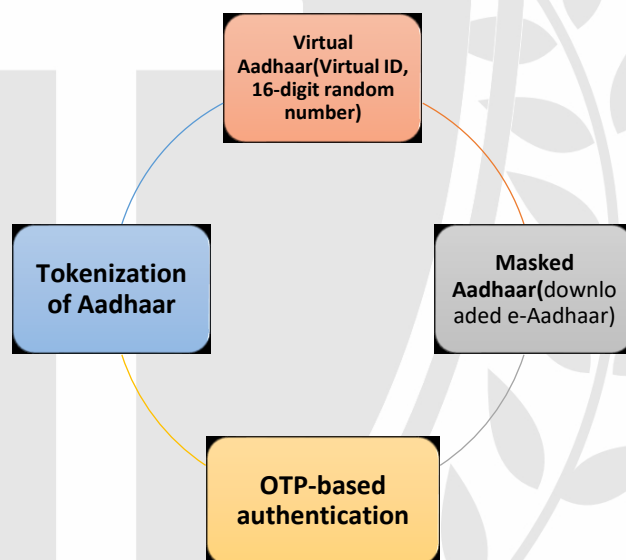 Virtual
Aadhaar(Virtual ID,
16-digit random
number)
Tokenization
of Aadhaar
Masked
Aadhaar(downlo
aded e-Aadhaar)
OTP-based
authentication